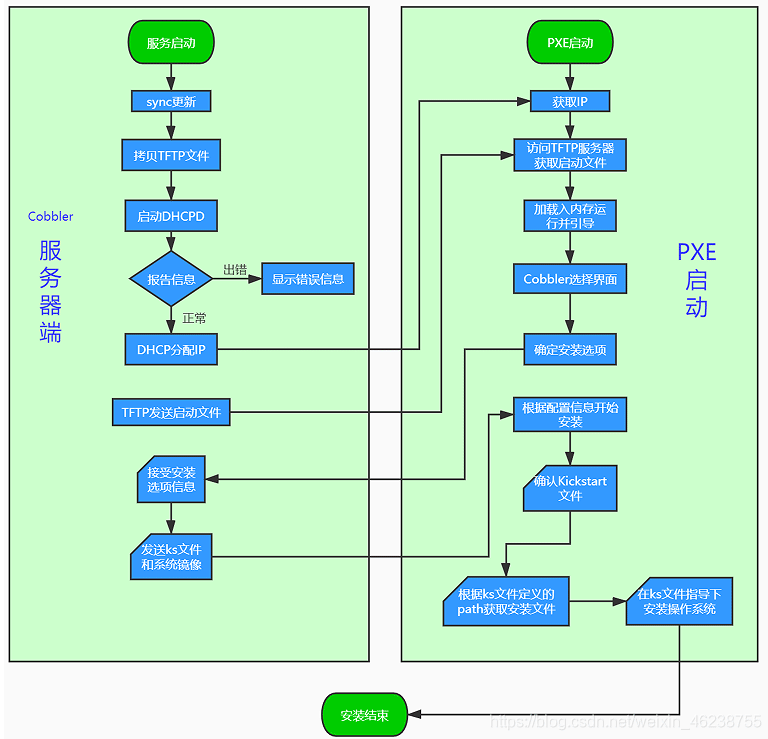 Cobbler
服
务
器
端
服务启动
sync更新
拷贝TFTP文件
启动DHCPD
报告信息
出错
显示错误信息
正常
DHCP分配IP
TFTP发送启动文件
接受安装
选项信息
发送ks文件
和系统镜像
PXE
启
动
PXE启动
获取IP
访问TFTP服务器
获取启动文件
加载入内存运
行并引导
Cobbler选择界面
确定安装选项
根据配置信息开始
安装
确认Kickstart
文件
根据ks文件定义的
path获取安装文件
在ks文件指导下
安装操作系统
安装结束
https://blog.csdn.net/weixin_46238755